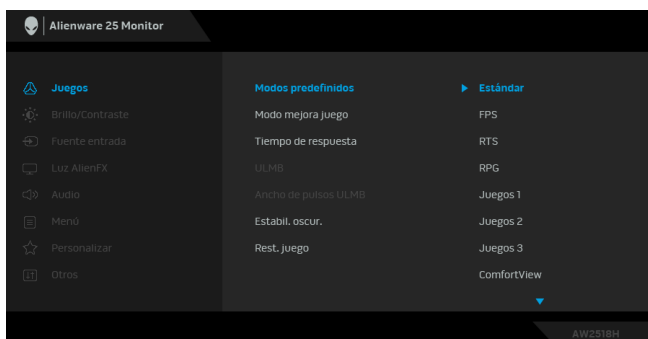 Alienware 25 Monitor
Juegos
Modos predefinidos
Estándar
Brillo/Contraste
Modo mejora juego
FPS
Fuente entrada
Tiempo de respuesta
RTS
Luz AlienFX
ULMB
RPG
Audio
Ancho de pulsos ULMB
Juegos 1
Menú
Estabil. oscur.
Juegos 2
Personalizar
Rest. juego
Juegos 3
Otros
ComfortView
AW2518H